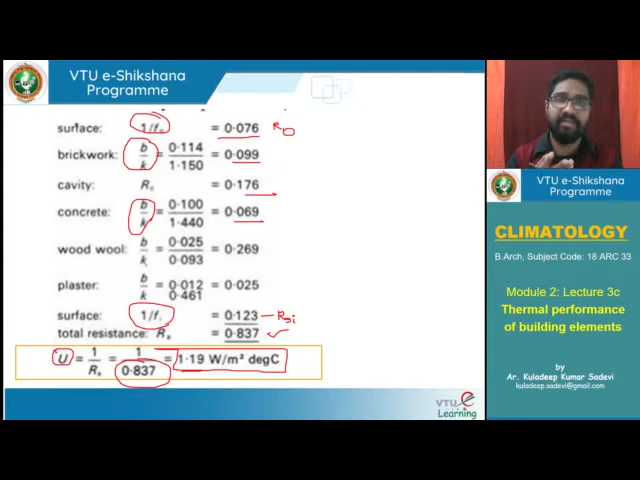 VTU e-Shikshana
Programme
surface: 1/fₒ = 0·076 Rₒ
brickwork: b/k = 0·114/1·150 = 0·099
cavity: R꜀ = 0·176
concrete: b/k = 0·100/1·440 = 0·069
wood wool: b/k = 0·025/0·093 = 0·269
plaster: b/k = 0·012/0·461 = 0·025
surface: 1/fᵢ = 0·123 – Rsi
total resistance: Rₐ = 0·837
U = 1/Rₐ = 1/0·837 = 1·19 W/m² degC
VTU e
Learning
VTU e-Shikshana
Programme
CLIMATOLOGY
B.Arch, Subject Code: 18 ARC 33
Module 2: Lecture 3c
Thermal performance
of building elements
by
Ar. Kuladeep Kumar Sadevi
kuladeep.sadevi@gmail.com